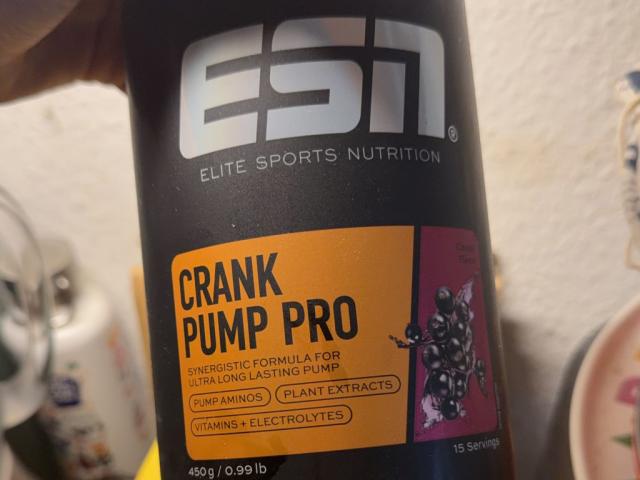 ESN®
ELITE SPORTS NUTRITION
CRANK
PUMP PRO
SYNERGISTIC FORMULA FOR
ULTRA LONG LASTING PUMP
PUMP AMINOS
PLANT EXTRACTS
VITAMINS + ELECTROLYTES
Flavor
15 Servings
450g / 0.99 lb